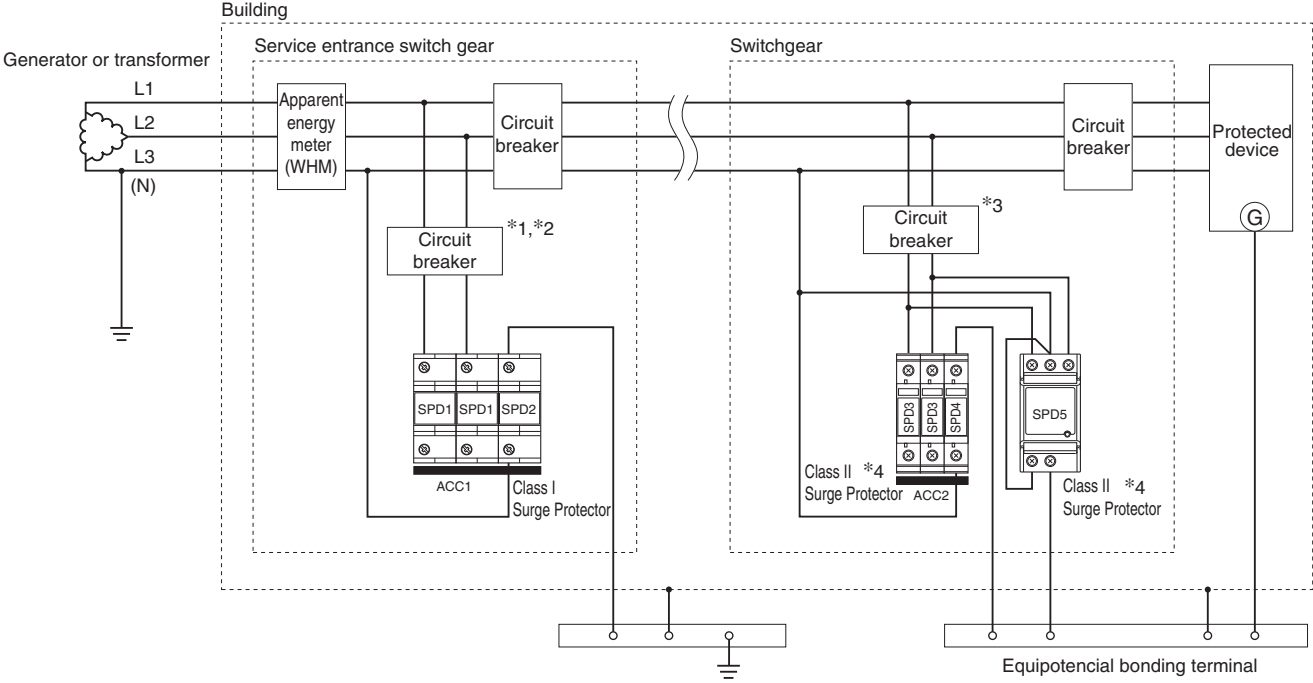 Building
Service entrance switch gear
Switchgear
Generator or transformer
L1
L2
L3
(N)
Apparent
energy
meter
(WHM)
Circuit
breaker
Circuit
breaker
Protected
device
G
Circuit
breaker
*1,*2
Circuit
breaker
*3
SPD1
SPD1
SPD2
SPD3
SPD3
SPD4
SPD5
ACC1
Class I
Surge Protector
Class II *4
Surge Protector
ACC2
Class II *4
Surge Protector
Equipotencial bonding terminal